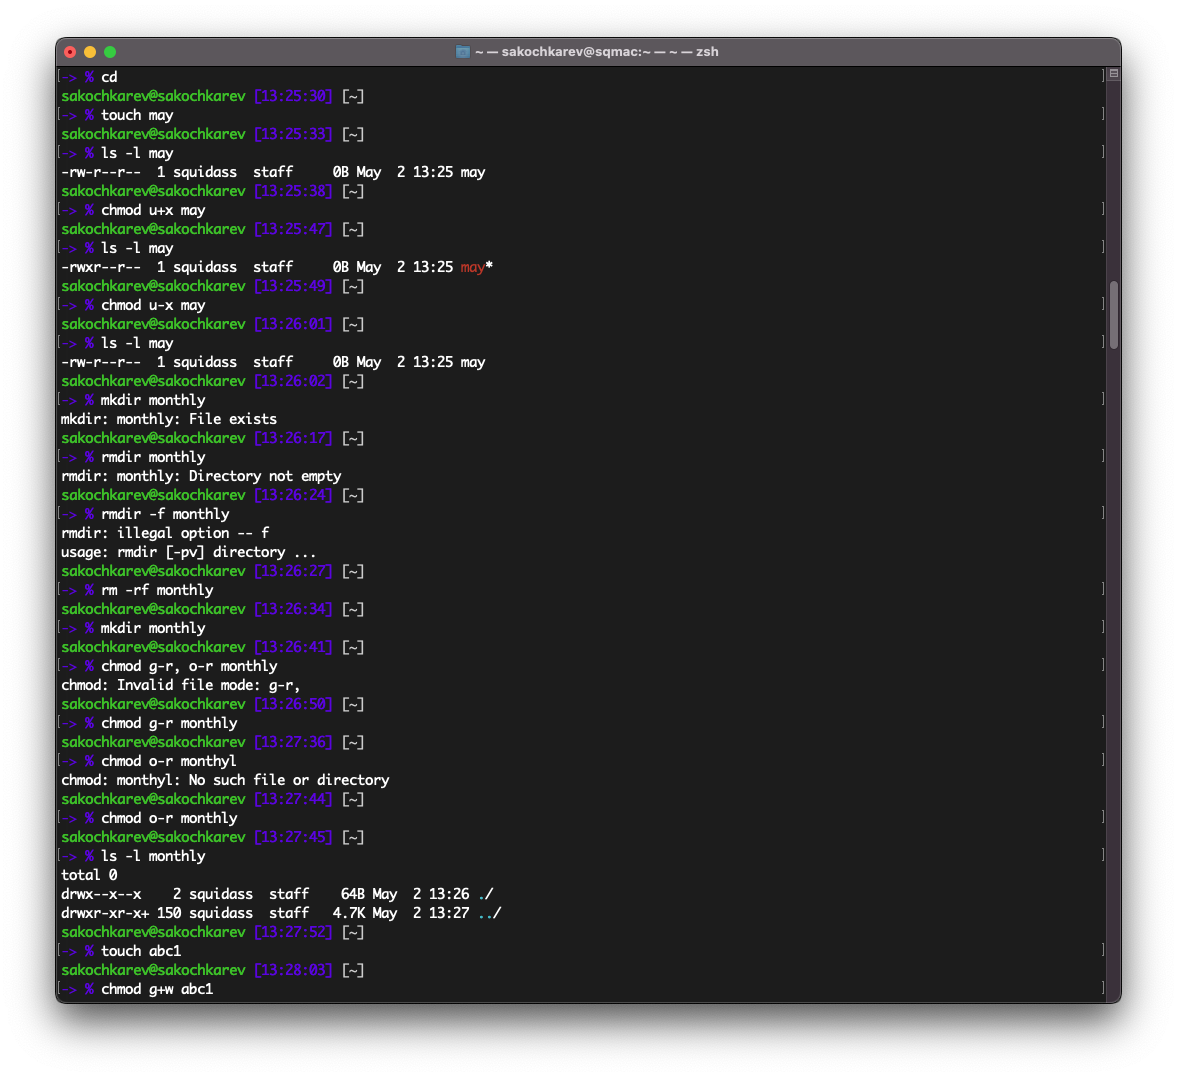 ~ — sakochkarev@sqmac:~ — ~ — zsh
[-> % cd ]
sakochkarev@sakochkarev [13:25:30] [~]
[-> % touch may ]
sakochkarev@sakochkarev [13:25:33] [~]
[-> % ls -l may ]
-rw-r--r--  1 squidass  staff     0B May  2 13:25 may
sakochkarev@sakochkarev [13:25:38] [~]
[-> % chmod u+x may ]
sakochkarev@sakochkarev [13:25:47] [~]
[-> % ls -l may ]
-rwxr--r--  1 squidass  staff     0B May  2 13:25 may*
sakochkarev@sakochkarev [13:25:49] [~]
[-> % chmod u-x may ]
sakochkarev@sakochkarev [13:26:01] [~]
[-> % ls -l may ]
-rw-r--r--  1 squidass  staff     0B May  2 13:25 may
sakochkarev@sakochkarev [13:26:02] [~]
[-> % mkdir monthly ]
mkdir: monthly: File exists
sakochkarev@sakochkarev [13:26:17] [~]
[-> % rmdir monthly ]
rmdir: monthly: Directory not empty
sakochkarev@sakochkarev [13:26:24] [~]
[-> % rmdir -f monthly ]
rmdir: illegal option -- f
usage: rmdir [-pv] directory ...
sakochkarev@sakochkarev [13:26:27] [~]
[-> % rm -rf monthly ]
sakochkarev@sakochkarev [13:26:34] [~]
[-> % mkdir monthly ]
sakochkarev@sakochkarev [13:26:41] [~]
[-> % chmod g-r, o-r monthly ]
chmod: Invalid file mode: g-r,
sakochkarev@sakochkarev [13:26:50] [~]
[-> % chmod g-r monthly ]
sakochkarev@sakochkarev [13:27:36] [~]
[-> % chmod o-r monthyl ]
chmod: monthyl: No such file or directory
sakochkarev@sakochkarev [13:27:44] [~]
[-> % chmod o-r monthly ]
sakochkarev@sakochkarev [13:27:45] [~]
[-> % ls -l monthly ]
total 0
drwx--x--x    2 squidass  staff    64B May  2 13:26 ./
drwxr-xr-x+ 150 squidass  staff   4.7K May  2 13:27 ../
sakochkarev@sakochkarev [13:27:52] [~]
[-> % touch abc1 ]
sakochkarev@sakochkarev [13:28:03] [~]
[-> % chmod g+w abc1 ]